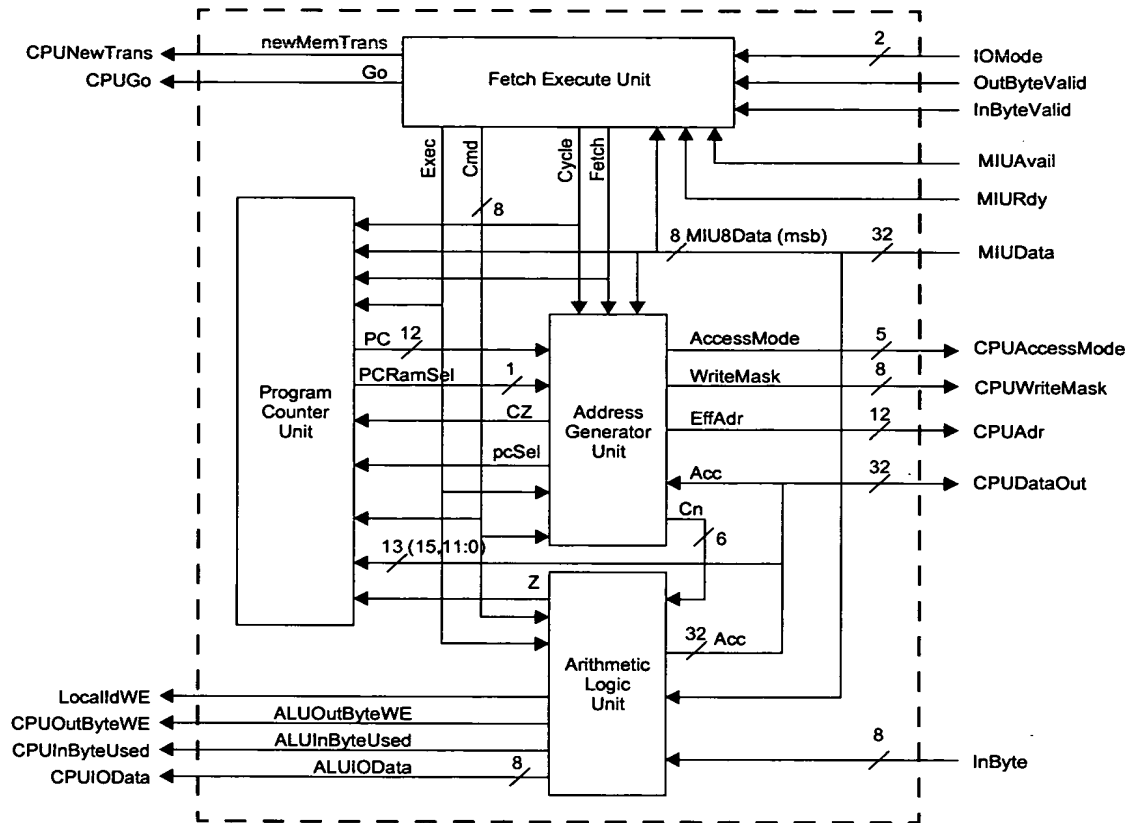 newMemTrans
CPUNewTrans
Go
CPUGo
Fetch Execute Unit
2
IOMode
OutByteValid
InByteValid
Exec
Cmd
Cycle
Fetch
MIUAvail
MIURdy
8
8 MIU8Data (msb)
32
MIUData
PC
12
PCRamSel
1
CZ
pcSel
Program
Counter
Unit
Address
Generator
Unit
AccessMode
5
CPUAccessMode
WriteMask
8
CPUWriteMask
EffAdr
12
CPUAdr
Acc
32
CPUDataOut
Cn
6
13 (15,11:0)
Z
32 Acc
Arithmetic
Logic
Unit
LocalIdWE
ALUOutByteWE
CPUOutByteWE
ALUInByteUsed
CPUInByteUsed
ALUIOData
8
CPUIOData
8
InByte